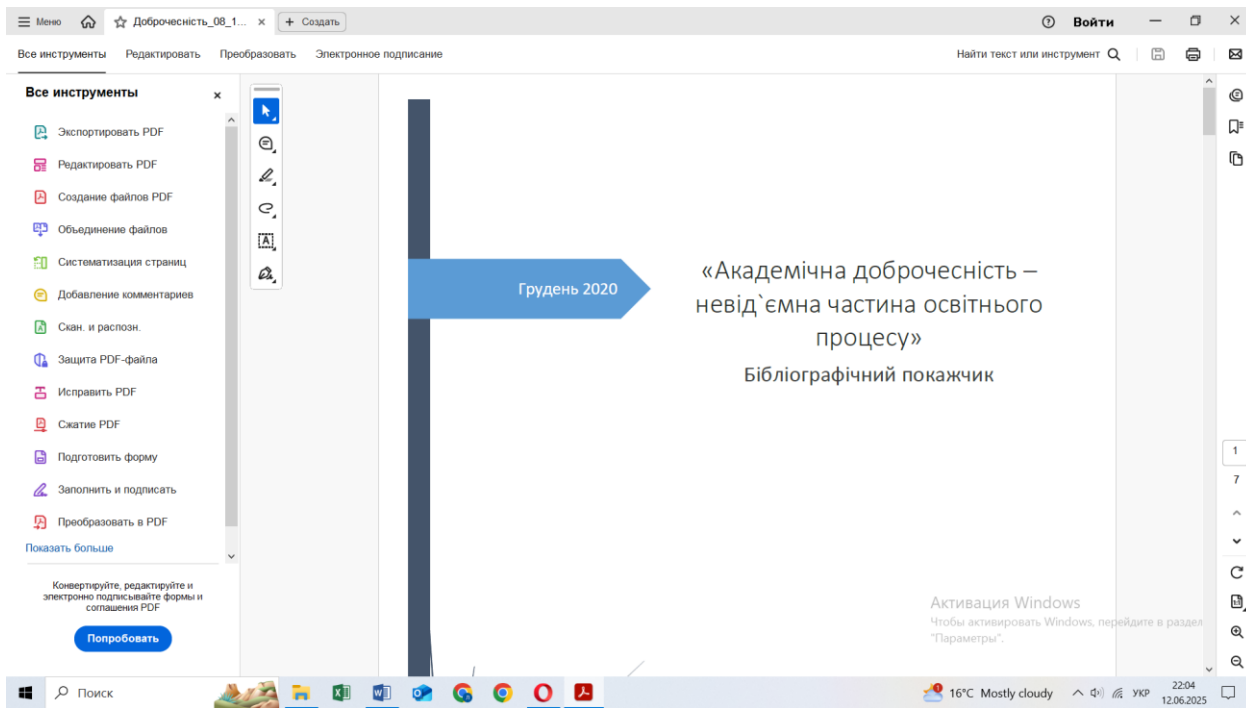 Меню
Доброчесність_08_1...
+ Создать
Войти
Все инструменты
Редактировать
Преобразовать
Электронное подписание
Найти текст или инструмент
Все инструменты
Экспортировать PDF
Редактировать PDF
Создание файлов PDF
Объединение файлов
Систематизация страниц
Добавление комментариев
Скан. и распозн.
Защита PDF-файла
Исправить PDF
Сжатие PDF
Подготовить форму
Заполнить и подписать
Преобразовать в PDF
Показать больше
Конвертируйте, редактируйте и
электронно подписывайте формы и
соглашения PDF
Попробовать
Грудень 2020
«Академічна доброчесність –
невід`ємна частина освітнього
процесу»
Бібліографічний покажчик
1
7
Активация Windows
Чтобы активировать Windows, перейдите в раздел
"Параметры".
Поиск
16°C Mostly cloudy
УКР
22:04
12.06.2025